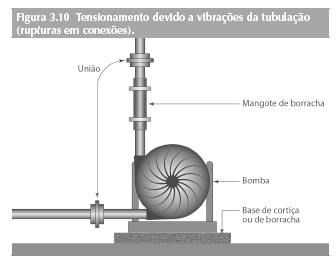 Figura 3.10 Tensionamento devido a vibrações da tubulação
(rupturas em conexões).
União
Mangote de borracha
Bomba
Base de cortiça
ou de borracha